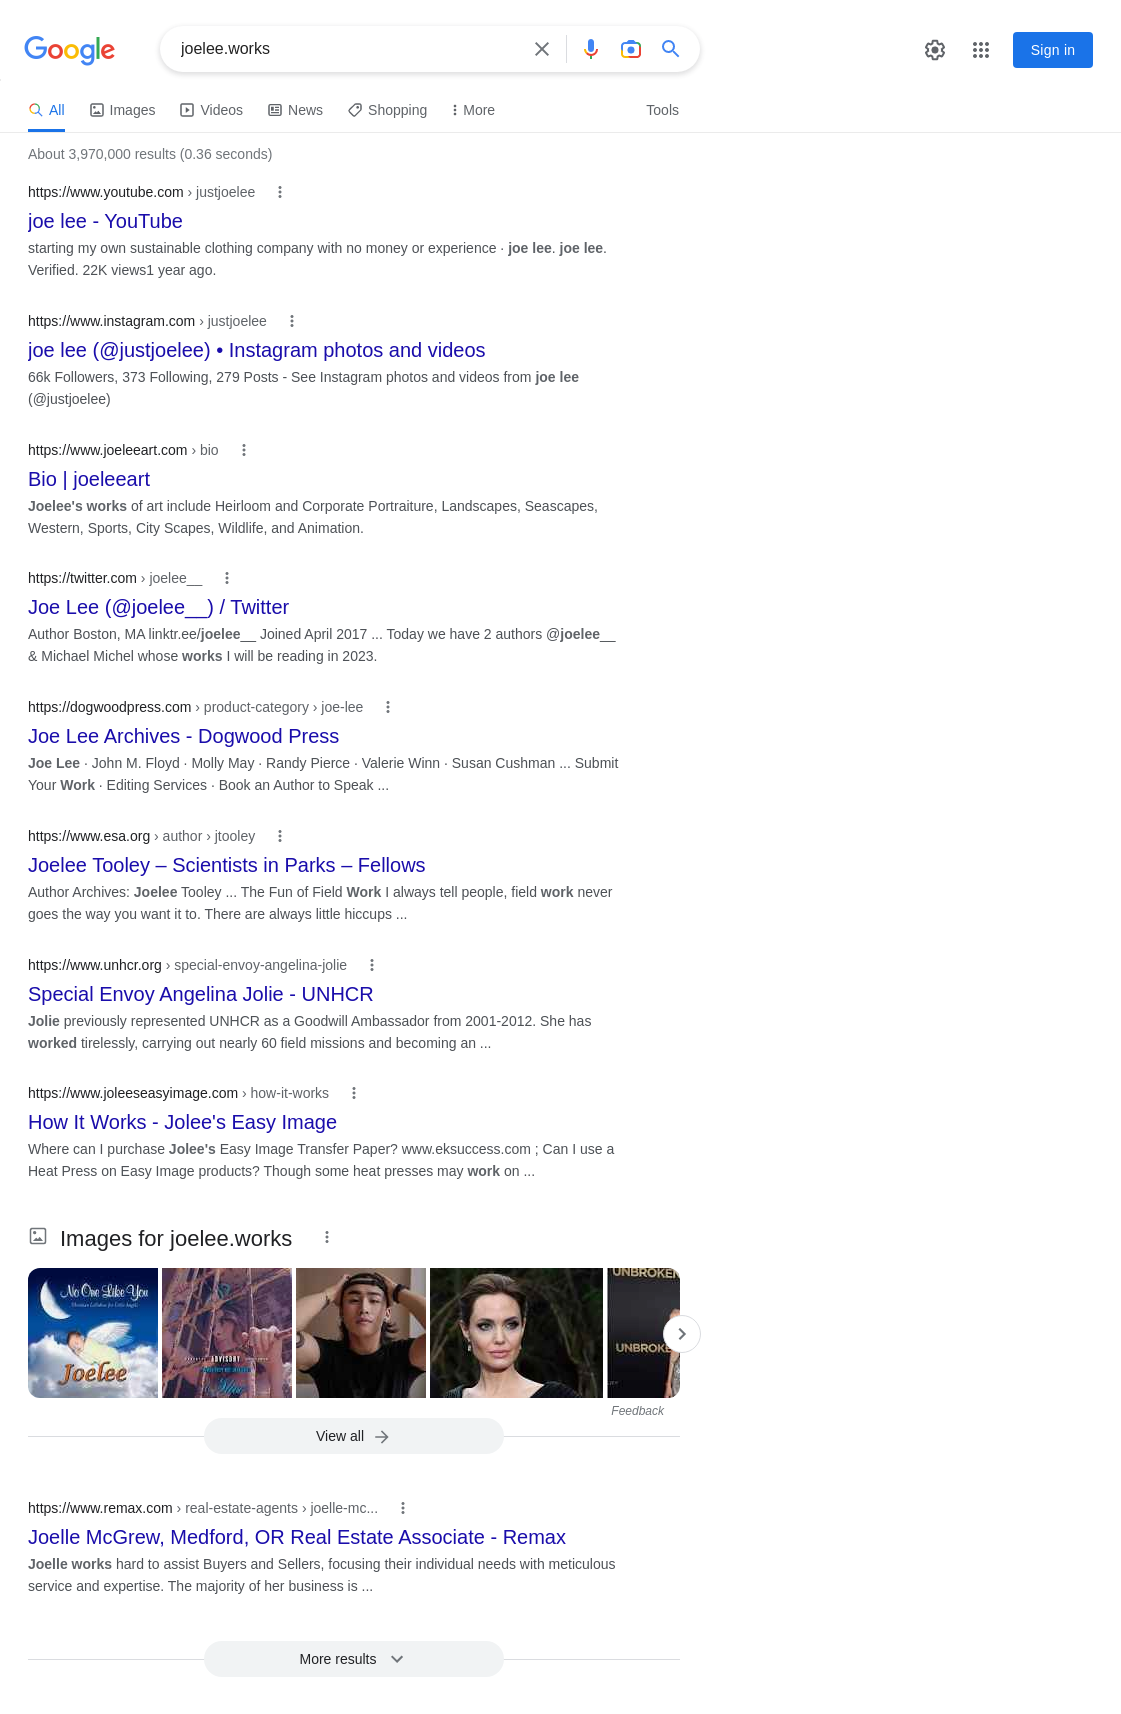 Google
joelee.works
Sign in
All
Images
Videos
News
Shopping
More
Tools
About 3,970,000 results (0.36 seconds)
https://www.youtube.com › justjoelee
joe lee - YouTube
starting my own sustainable clothing company with no money or experience · joe lee. joe lee.
Verified. 22K views1 year ago.
https://www.instagram.com › justjoelee
joe lee (@justjoelee) • Instagram photos and videos
66k Followers, 373 Following, 279 Posts - See Instagram photos and videos from joe lee
(@justjoelee)
https://www.joeleeart.com › bio
Bio | joeleeart
Joelee's works of art include Heirloom and Corporate Portraiture, Landscapes, Seascapes,
Western, Sports, City Scapes, Wildlife, and Animation.
https://twitter.com › joelee__
Joe Lee (@joelee__) / Twitter
Author Boston, MA linktr.ee/joelee__ Joined April 2017 ... Today we have 2 authors @joelee__
& Michael Michel whose works I will be reading in 2023.
https://dogwoodpress.com › product-category › joe-lee
Joe Lee Archives - Dogwood Press
Joe Lee · John M. Floyd · Molly May · Randy Pierce · Valerie Winn · Susan Cushman ... Submit
Your Work · Editing Services · Book an Author to Speak ...
https://www.esa.org › author › jtooley
Joelee Tooley – Scientists in Parks – Fellows
Author Archives: Joelee Tooley ... The Fun of Field Work I always tell people, field work never
goes the way you want it to. There are always little hiccups ...
https://www.unhcr.org › special-envoy-angelina-jolie
Special Envoy Angelina Jolie - UNHCR
Jolie previously represented UNHCR as a Goodwill Ambassador from 2001-2012. She has
worked tirelessly, carrying out nearly 60 field missions and becoming an ...
https://www.joleeseasyimage.com › how-it-works
How It Works - Jolee's Easy Image
Where can I purchase Jolee's Easy Image Transfer Paper? www.eksuccess.com ; Can I use a
Heat Press on Easy Image products? Though some heat presses may work on ...
Images for joelee.works
No One Like You
Joelee
ADVISORY
UNBROKEN
UNBROKE
Feedback
View all
https://www.remax.com › real-estate-agents › joelle-mc...
Joelle McGrew, Medford, OR Real Estate Associate - Remax
Joelle works hard to assist Buyers and Sellers, focusing their individual needs with meticulous
service and expertise. The majority of her business is ...
More results